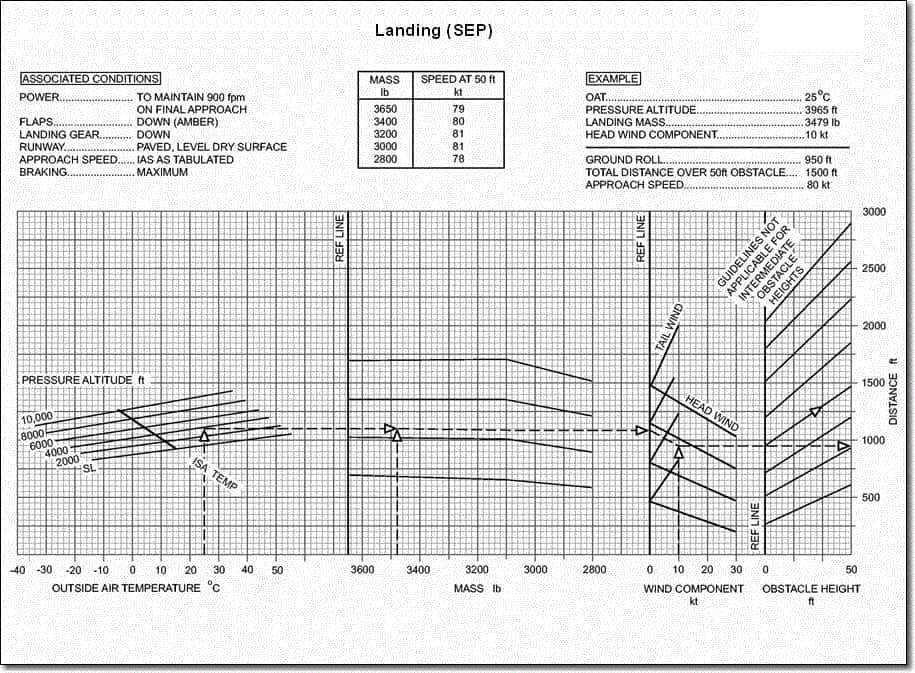 Landing (SEP)
ASSOCIATED CONDITIONS
POWER........................ TO MAINTAIN 900 fpm
ON FINAL APPROACH
FLAPS......................... DOWN (AMBER)
LANDING GEAR........... DOWN
RUNWAY..................... PAVED, LEVEL DRY SURFACE
APPROACH SPEED..... IAS AS TABULATED
BRAKING...................... MAXIMUM
MASS SPEED AT 50 ft
lb kt
3650 79
3400 80
3200 81
3000 81
2800 78
EXAMPLE
OAT............................................................ 25°C
PRESSURE ALTITUDE................................ 3965 ft
LANDING MASS.......................................... 3479 lb
HEAD WIND COMPONENT.......................... 10 kt
GROUND ROLL.......................................... 950 ft
TOTAL DISTANCE OVER 50ft OBSTACLE.... 1500 ft
APPROACH SPEED..................................... 80 kt
PRESSURE ALTITUDE ft
10,000
8000
6000
4000
2000
SL
ISA TEMP
REF LINE
REF LINE
TAIL WIND
HEAD WIND
REF LINE
GUIDELINES NOT
APPLICABLE FOR
INTERMEDIATE
OBSTACLE
HEIGHTS
3000
2500
2000
1500
1000
500
DISTANCE ft
-40 -30 -20 -10 0 10 20 30 40 50
OUTSIDE AIR TEMPERATURE °C
3600 3400 3200 3000 2800
MASS lb
0 10 20 30
WIND COMPONENT
kt
0 50
OBSTACLE HEIGHT
ft